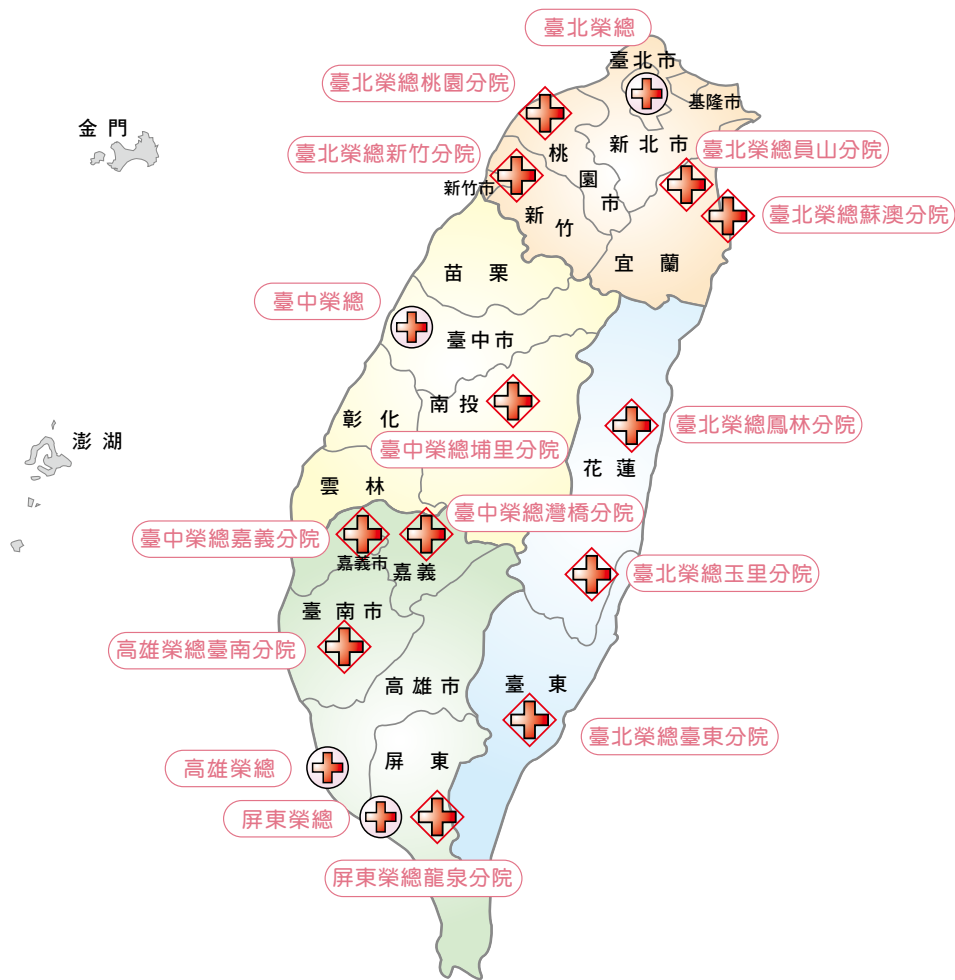 臺北榮總
臺北市
臺北榮總桃園分院
基隆市
金門
新北市
臺北榮總新竹分院
桃園市
臺北榮總員山分院
新竹市
新竹
臺北榮總蘇澳分院
宜蘭
苗栗
臺中榮總
臺中市
南投
彰化
臺北榮總鳳林分院
澎湖
臺中榮總埔里分院
花蓮
雲林
臺中榮總灣橋分院
臺中榮總嘉義分院
嘉義市
嘉義
臺北榮總玉里分院
臺南市
高雄榮總臺南分院
高雄市
臺東
臺北榮總臺東分院
屏東
高雄榮總
屏東榮總
屏東榮總龍泉分院